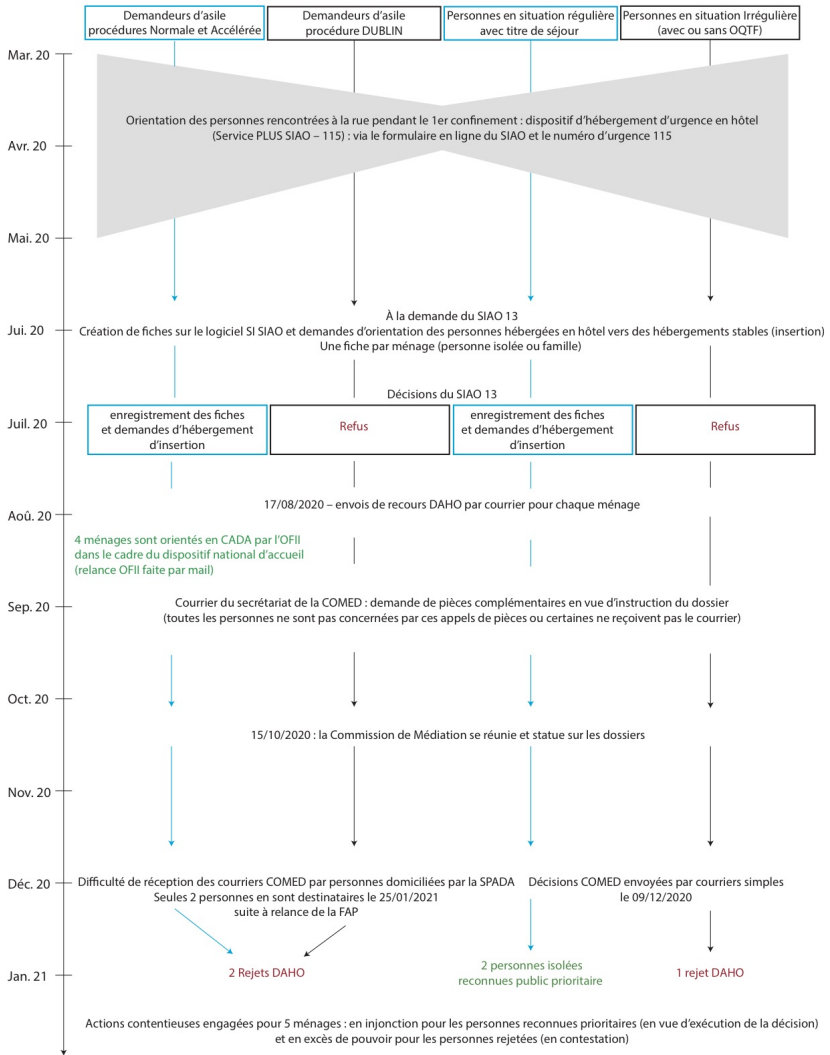 Demandeurs d'asile
procédures Normale et Accélérée
Demandeurs d'asile
procédure DUBLIN
Personnes en situation régulière
avec titre de séjour
Personnes en situation Irrégulière
(avec ou sans OQTF)
Mar. 20
Orientation des personnes rencontrées à la rue pendant le 1er confinement : dispositif d'hébergement d'urgence en hôtel
(Service PLUS SIAO – 115) : via le formulaire en ligne du SIAO et le numéro d'urgence 115
Avr. 20
Mai. 20
À la demande du SIAO 13
Jui. 20
Création de fiches sur le logiciel SI SIAO et demandes d'orientation des personnes hébergées en hôtel vers des hébergements stables (insertion)
Une fiche par ménage (personne isolée ou famille)
Décisions du SIAO 13
Juil. 20
enregistrement des fiches
et demandes d'hébergement
d'insertion
Refus
enregistrement des fiches
et demandes d'hébergement
d'insertion
Refus
17/08/2020 – envois de recours DAHO par courrier pour chaque ménage
Aoû. 20
4 ménages sont orientés en CADA par l'OFII
dans le cadre du dispositif national d'accueil
(relance OFII faite par mail)
Sep. 20
Courrier du secrétariat de la COMED : demande de pièces complémentaires en vue d'instruction du dossier
(toutes les personnes ne sont pas concernées par ces appels de pièces ou certaines ne reçoivent pas le courrier)
Oct. 20
15/10/2020 : la Commission de Médiation se réunie et statue sur les dossiers
Nov. 20
Déc. 20
Difficulté de réception des courriers COMED par personnes domiciliées par la SPADA
Seules 2 personnes en sont destinataires le 25/01/2021
suite à relance de la FAP
Décisions COMED envoyées par courriers simples
le 09/12/2020
Jan. 21
2 Rejets DAHO
2 personnes isolées
reconnues public prioritaire
1 rejet DAHO
Actions contentieuses engagées pour 5 ménages : en injonction pour les personnes reconnues prioritaires (en vue d'exécution de la décision)
et en excès de pouvoir pour les personnes rejetées (en contestation)